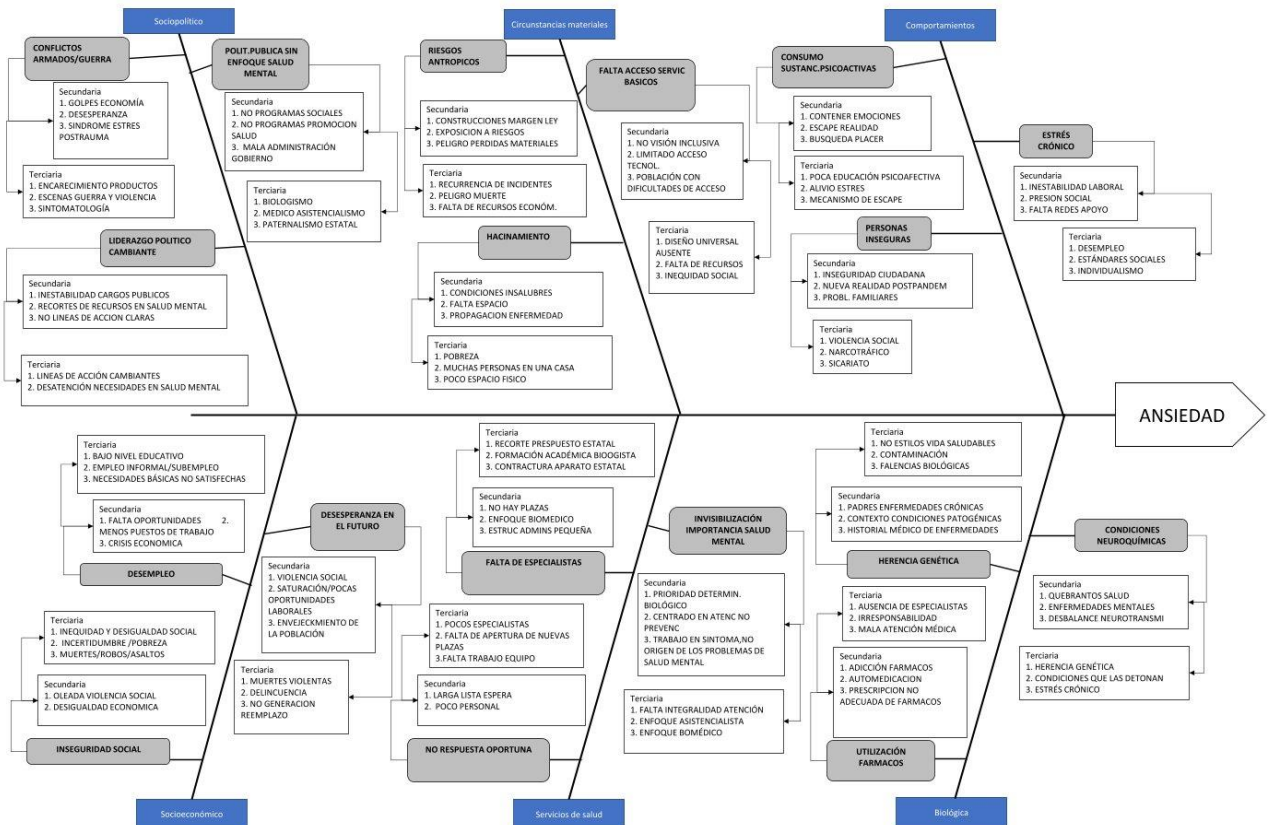 Sociopolítico
CONFLICTOS
ARMADOS/GUERRA
Secundaria
1. GOLPES ECONOMÍA
2. DESESPERANZA
3. SINDROME ESTRES
POSTRAUMA
Terciaria
1. ENCARECIMIENTO PRODUCTOS
2. ESCENAS GUERRA Y VIOLENCIA
3. SINTOMATOLOGÍA
POLIT.PUBLICA SIN
ENFOQUE SALUD
MENTAL
Secundaria
1. NO PROGRAMAS SOCIALES
2. NO PROGRAMAS PROMOCION
SALUD
3. MALA ADMINISTRACIÓN
GOBIERNO
Terciaria
1. BIOLOGISMO
2. MEDICO ASISTENCIALISMO
3. PATERNALISMO ESTATAL
LIDERAZGO POLITICO
CAMBIANTE
Secundaria
1. INESTABILIDAD CARGOS PUBLICOS
2. RECORTES DE RECURSOS EN SALUD MENTAL
3. NO LINEAS DE ACCION CLARAS
Terciaria
1. LINEAS DE ACCIÓN CAMBIANTES
2. DESATENCIÓN NECESIDADES EN SALUD MENTAL
Circunstancias materiales
RIESGOS
ANTROPICOS
Secundaria
1. CONSTRUCCIONES MARGEN LEY
2. EXPOSICION A RIESGOS
3. PELIGRO PERDIDAS MATERIALES
Terciaria
1. RECURRENCIA DE INCIDENTES
2. PELIGRO MUERTE
3. FALTA DE RECURSOS ECONÓM.
FALTA ACCESO SERVIC
BASICOS
Secundaria
1. NO VISIÓN INCLUSIVA
2. LIMITADO ACCESO
TECNOL.
3. POBLACIÓN CON
DIFICULTADES DE ACCESO
Terciaria
1. DISEÑO UNIVERSAL
AUSENTE
2. FALTA DE RECURSOS
3. INEQUIDAD SOCIAL
HACINAMIENTO
Secundaria
1. CONDICIONES INSALUBRES
2. FALTA ESPACIO
3. PROPAGACION ENFERMEDAD
Terciaria
1. POBREZA
2. MUCHAS PERSONAS EN UNA CASA
3. POCO ESPACIO FISICO
Comportamientos
CONSUMO
SUSTANC.PSICOACTIVAS
Secundaria
1. CONTENER EMOCIONES
2. ESCAPE REALIDAD
3. BUSQUEDA PLACER
Terciaria
1. POCA EDUCACIÓN PSICOAFECTIVA
2. ALIVIO ESTRES
3. MECANISMO DE ESCAPE
ESTRÉS
CRÓNICO
Secundaria
1. INESTABILIDAD LABORAL
2. PRESION SOCIAL
3. FALTA REDES APOYO
Terciaria
1. DESEMPLEO
2. ESTÁNDARES SOCIALES
3. INDIVIDUALISMO
PERSONAS
INSEGURAS
Secundaria
1. INSEGURIDAD CIUDADANA
2. NUEVA REALIDAD POSTPANDEM
3. PROBL. FAMILIARES
Terciaria
1. VIOLENCIA SOCIAL
2. NARCOTRÁFICO
3. SICARIATO
ANSIEDAD
Terciaria
1. BAJO NIVEL EDUCATIVO
2. EMPLEO INFORMAL/SUBEMPLEO
3. NECESIDADES BÁSICAS NO SATISFECHAS
Secundaria
1. FALTA OPORTUNIDADES 2.
MENOS PUESTOS DE TRABAJO
3. CRISIS ECONOMICA
DESEMPLEO
DESESPERANZA EN
EL FUTURO
Secundaria
1. VIOLENCIA SOCIAL
2. SATURACIÓN/POCAS
OPORTUNIDADES
LABORALES
3. ENVEJECKMIENTO DE
LA POBLACIÓN
Terciaria
1. MUERTES VIOLENTAS
2. DELINCUENCIA
3. NO GENERACION
REEMPLAZO
Terciaria
1. INEQUIDAD Y DESIGUALDAD SOCIAL
2. INCERTIDUMBRE /POBREZA
3. MUERTES/ROBOS/ASALTOS
Secundaria
1. OLEADA VIOLENCIA SOCIAL
2. DESIGUALDAD ECONOMICA
INSEGURIDAD SOCIAL
Socioeconómico
Terciaria
1. RECORTE PRESPUESTO ESTATAL
2. FORMACIÓN ACADÉMICA BIOOGISTA
3. CONTRACTURA APARATO ESTATAL
Secundaria
1. NO HAY PLAZAS
2. ENFOQUE BIOMEDICO
3. ESTRUC ADMINS PEQUEÑA
FALTA DE ESPECIALISTAS
INVISIBILIZACIÓN
IMPORTANCIA SALUD
MENTAL
Secundaria
1. PRIORIDAD DETERMIN.
BIOLÓGICO
2. CENTRADO EN ATENC NO
PREVENC
3. TRABAJO EN SINTOMA,NO
ORIGEN DE LOS PROBLEMAS DE
SALUD MENTAL
Terciaria
1. FALTA INTEGRALIDAD ATENCIÓN
2. ENFOQUE ASISTENCIALISTA
3. ENFOQUE BOMÉDICO
Terciaria
1. POCOS ESPECIALISTAS
2. FALTA DE APERTURA DE NUEVAS
PLAZAS
3.FALTA TRABAJO EQUIPO
Secundaria
1. LARGA LISTA ESPERA
2. POCO PERSONAL
NO RESPUESTA OPORTUNA
Servicios de salud
Terciaria
1. NO ESTILOS VIDA SALUDABLES
2. CONTAMINACIÓN
3. FALENCIAS BIOLÓGICAS
Secundaria
1. PADRES ENFERMEDADES CRÓNICAS
2. CONTEXTO CONDICIONES PATOGÉNICAS
3. HISTORIAL MÉDICO DE ENFERMEDADES
HERENCIA GENÉTICA
CONDICIONES
NEUROQUÍMICAS
Secundaria
1. QUEBRANTOS SALUD
2. ENFERMEDADES MENTALES
3. DESBALANCE NEUROTRANSMI
Terciaria
1. HERENCIA GENÉTICA
2. CONDICIONES QUE LAS DETONAN
3. ESTRÉS CRÓNICO
Terciaria
1. AUSENCIA DE ESPECIALISTAS
2. IRRESPONSABILIDAD
3. MALA ATENCIÓN MÉDICA
Secundaria
1. ADICCIÓN FARMACOS
2. AUTOMEDICACION
3. PRESCRIPCION NO
ADECUADA DE FARMACOS
UTILIZACIÓN
FARMACOS
Biológica